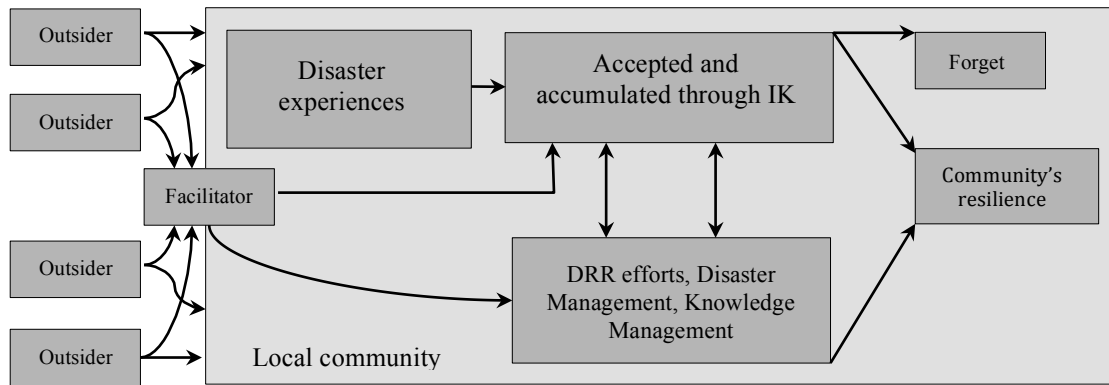 Outsider
Outsider
Facilitator
Outsider
Outsider
Disaster
experiences
Accepted and
accumulated through IK
Forget
Community's
resilience
DRR efforts, Disaster
Management, Knowledge
Management
Local community